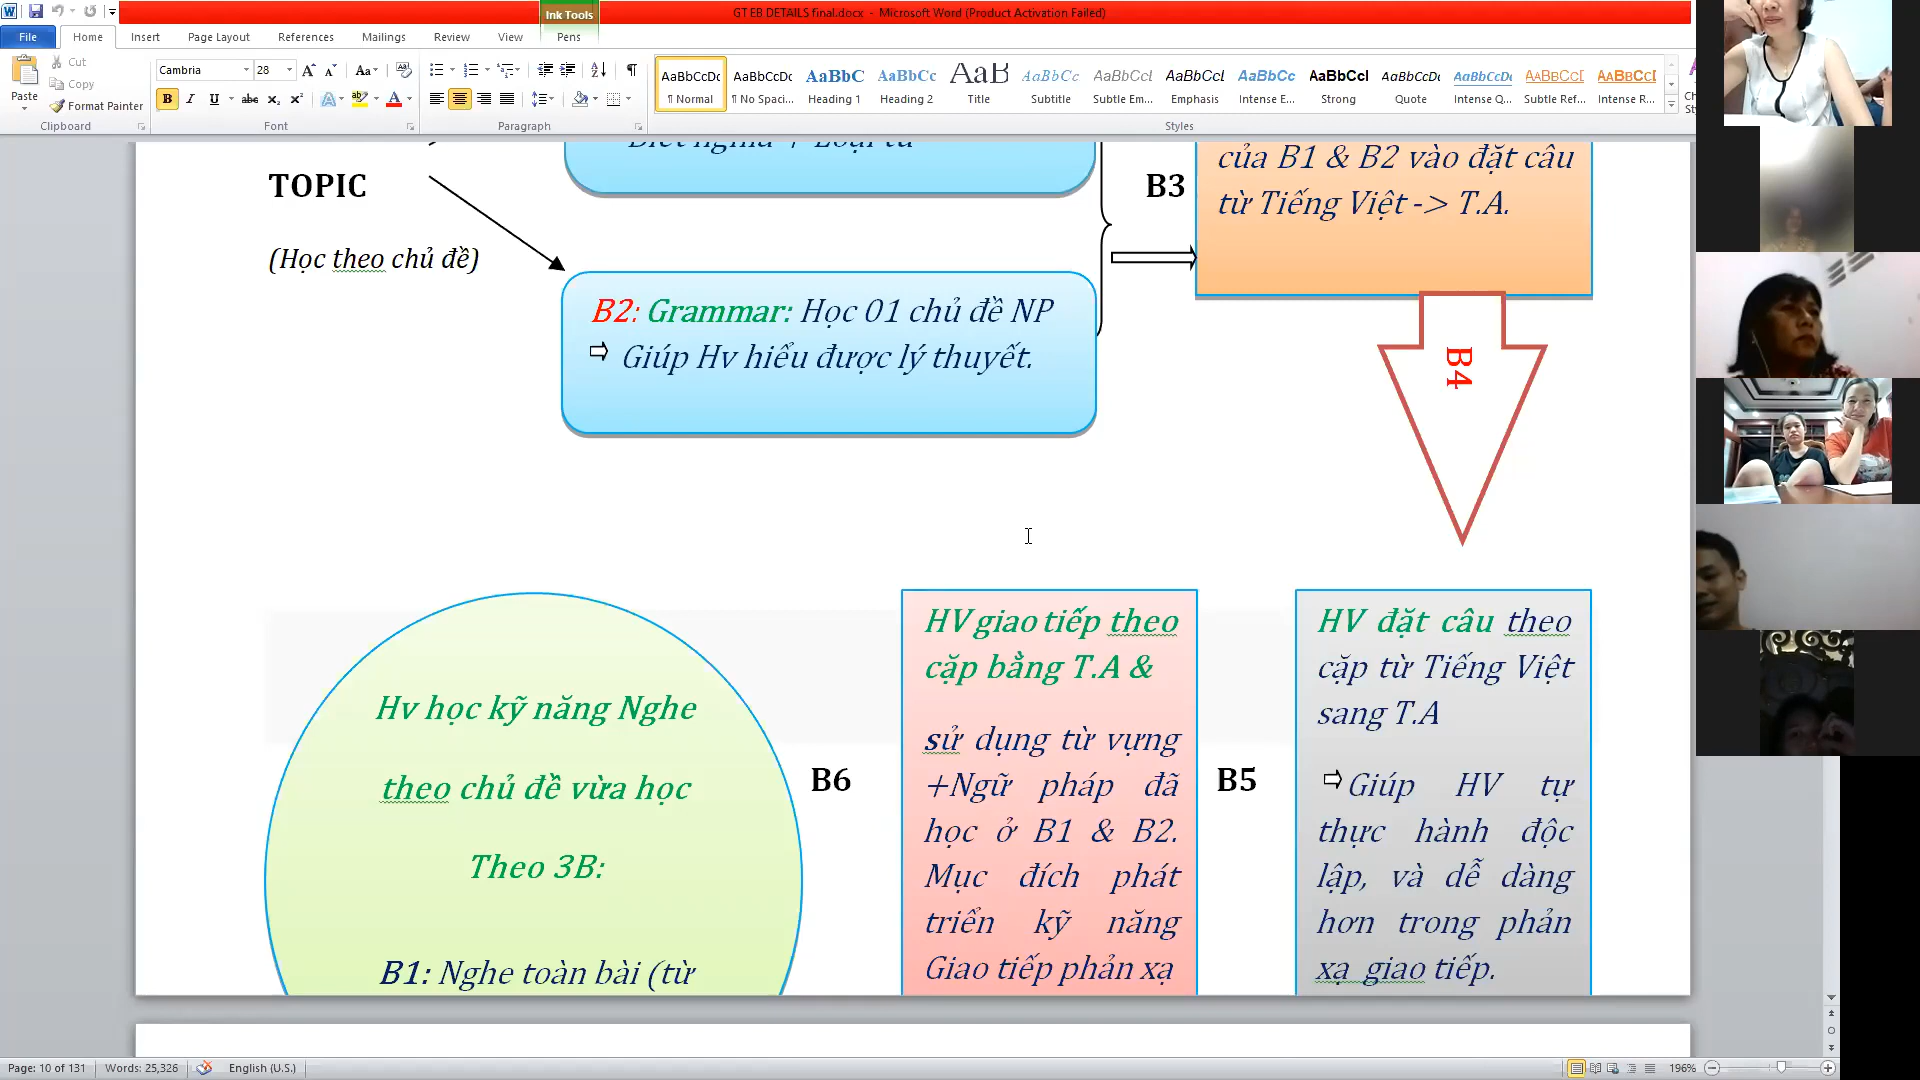 GT EB DETAILS final.docx - Microsoft Word (Product Activation Failed)
Ink Tools
File Home Insert Page Layout References Mailings Review View Pens
Paste
Cut
Copy
Format Painter
Clipboard
Cambria 28
Font
Paragraph
AaBbCcDc AaBbCcDc AaBbC AaBbCc AaB AaBbCc AaBbCcL AaBbCcL AaBbCc AaBbCcl AaBbCcDc AaBbCcDc AaBbCcD AaBbCcD
¶ Normal ¶ No Spaci... Heading 1 Heading 2 Title Subtitle Subtle Em... Emphasis Intense E... Strong Quote Intense Q... Subtle Ref... Intense R...
Styles
TOPIC
(Học theo chủ đề)
B2: Grammar: Học 01 chủ đề NP
Giúp Hv hiểu được lý thuyết.
B3
của B1 & B2 vào đặt câu
từ Tiếng Việt -> T.A.
B4
HV đặt câu theo
cặp từ Tiếng Việt
sang T.A
Giúp HV tự
thực hành độc
lập, và dễ dàng
hơn trong phản
xạ giao tiếp.
B5
HV giao tiếp theo
cặp bằng T.A &
sử dụng từ vựng
+Ngữ pháp đã
học ở B1 & B2.
Mục đích phát
triển kỹ năng
Giao tiếp phản xạ
B6
Hv học kỹ năng Nghe
theo chủ đề vừa học
Theo 3B:
B1: Nghe toàn bài (từ
Page: 10 of 131 Words: 25,326 English (U.S.) 196%